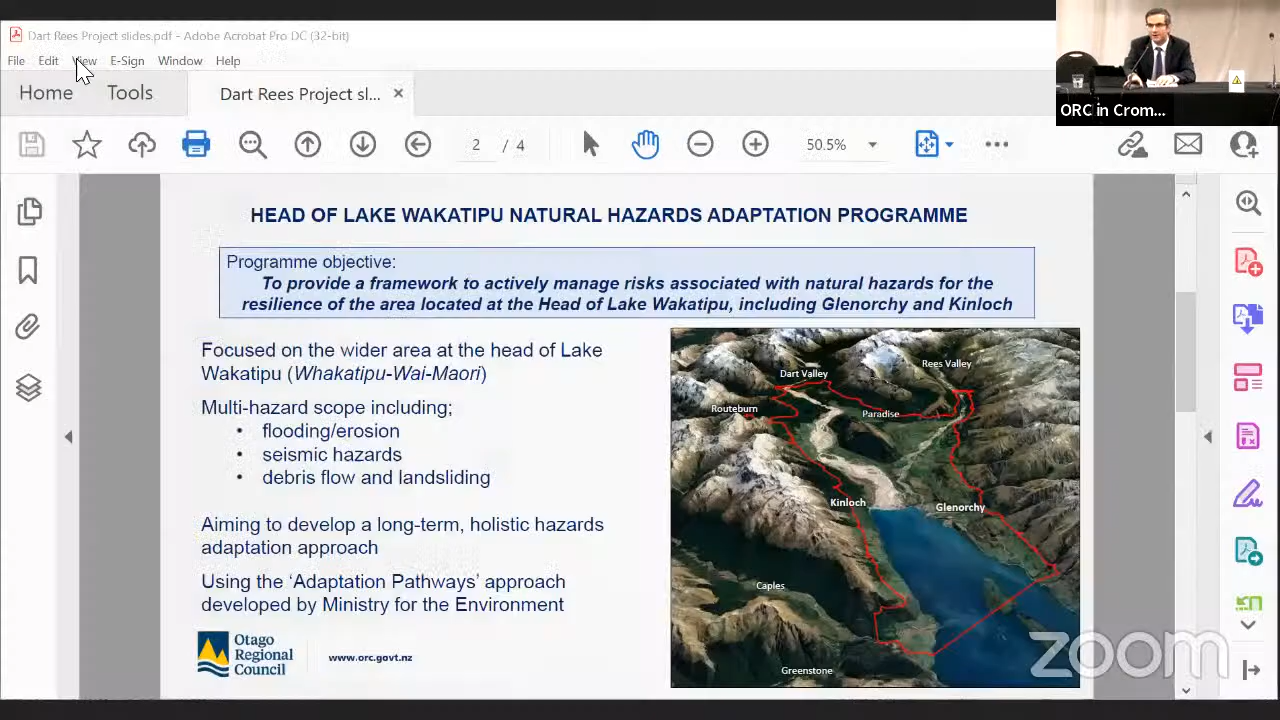 Dart Rees Project slides.pdf - Adobe Acrobat Pro DC (32-bit)
File Edit View E-Sign Window Help
Home Tools Dart Rees Project sl...
2 / 4 50.5%
ORC in Crom...
HEAD OF LAKE WAKATIPU NATURAL HAZARDS ADAPTATION PROGRAMME
Programme objective:
To provide a framework to actively manage risks associated with natural hazards for the
resilience of the area located at the Head of Lake Wakatipu, including Glenorchy and Kinloch
Focused on the wider area at the head of Lake
Wakatipu (Whakatipu-Wai-Maori)
Multi-hazard scope including;
• flooding/erosion
• seismic hazards
• debris flow and landsliding
Aiming to develop a long-term, holistic hazards
adaptation approach
Using the 'Adaptation Pathways' approach
developed by Ministry for the Environment
Otago
Regional
Council
www.orc.govt.nz
Rees Valley
Dart Valley
Routeburn
Paradise
Kinloch
Glenorchy
Caples
Greenstone
zoom